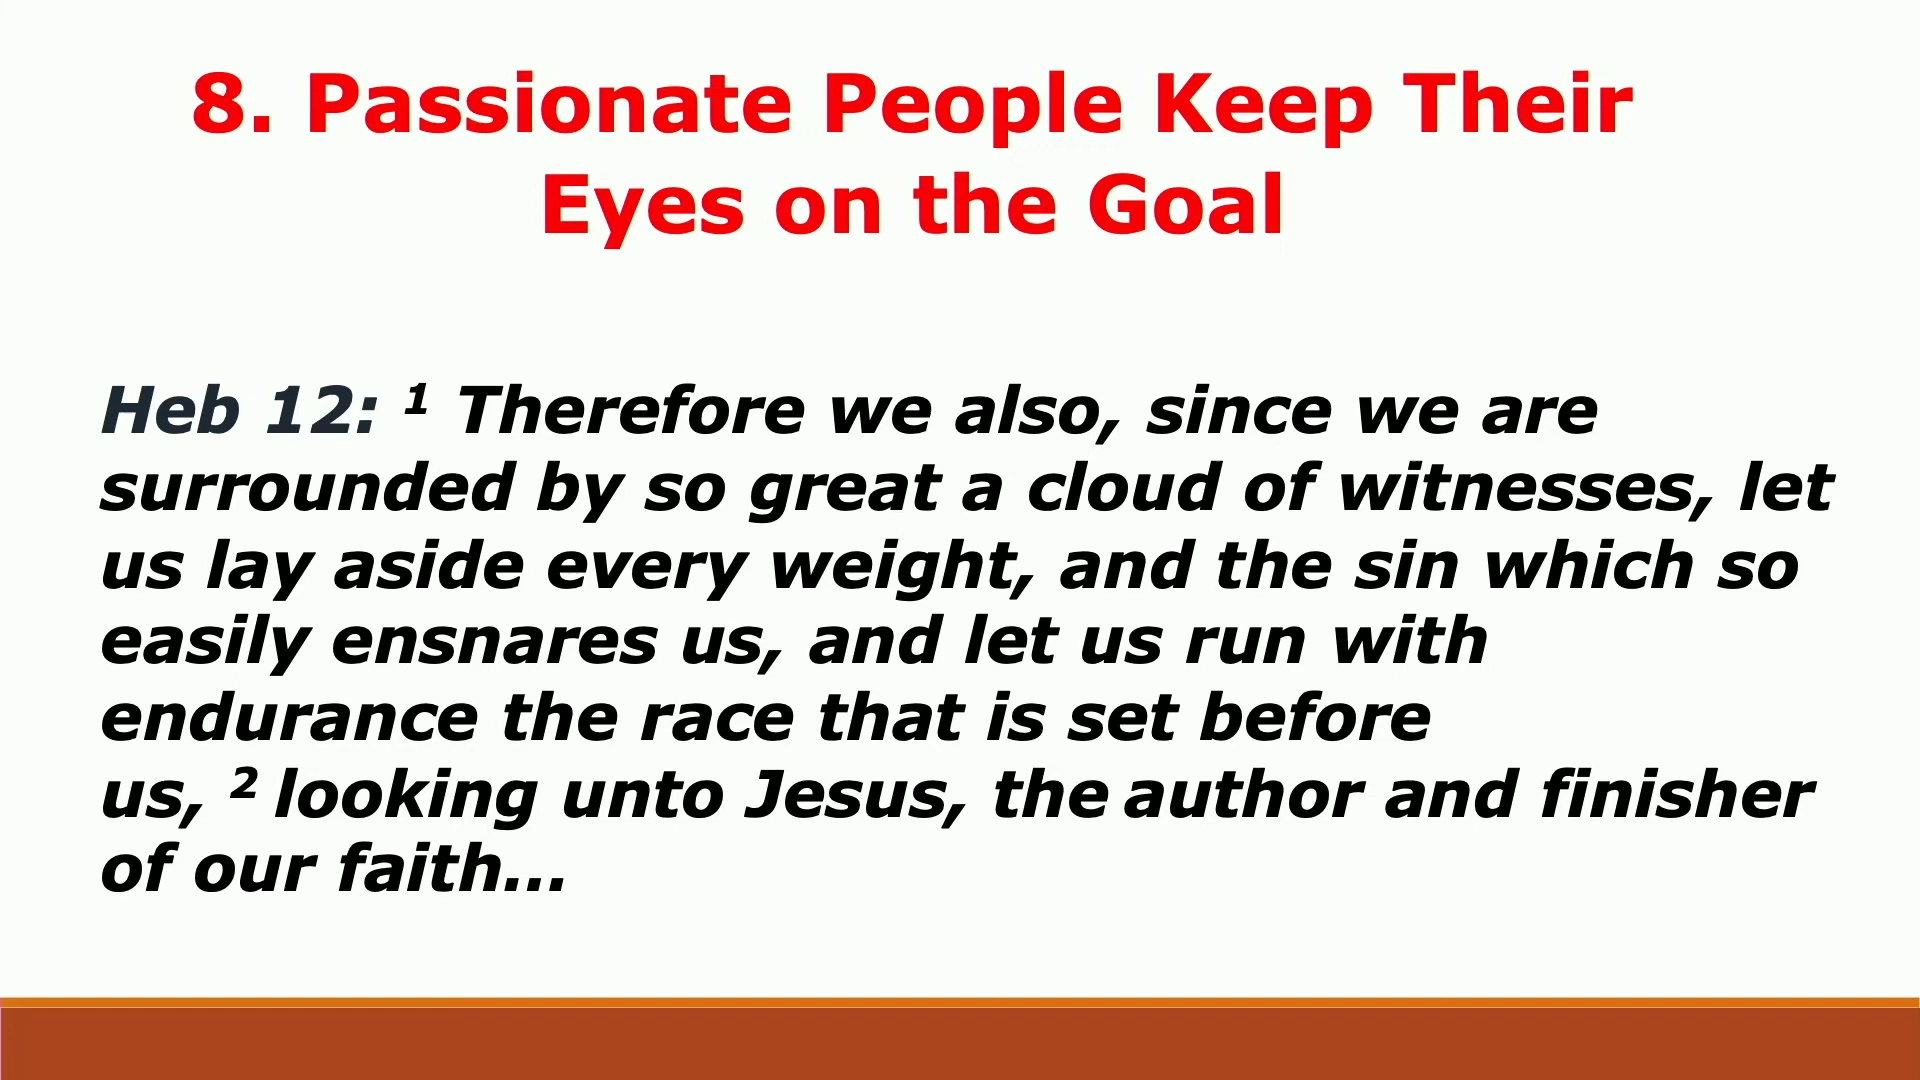 8. Passionate People Keep Their
Eyes on the Goal
Heb 12: ¹ Therefore we also, since we are
surrounded by so great a cloud of witnesses, let
us lay aside every weight, and the sin which so
easily ensnares us, and let us run with
endurance the race that is set before
us, ² looking unto Jesus, the author and finisher
of our faith...